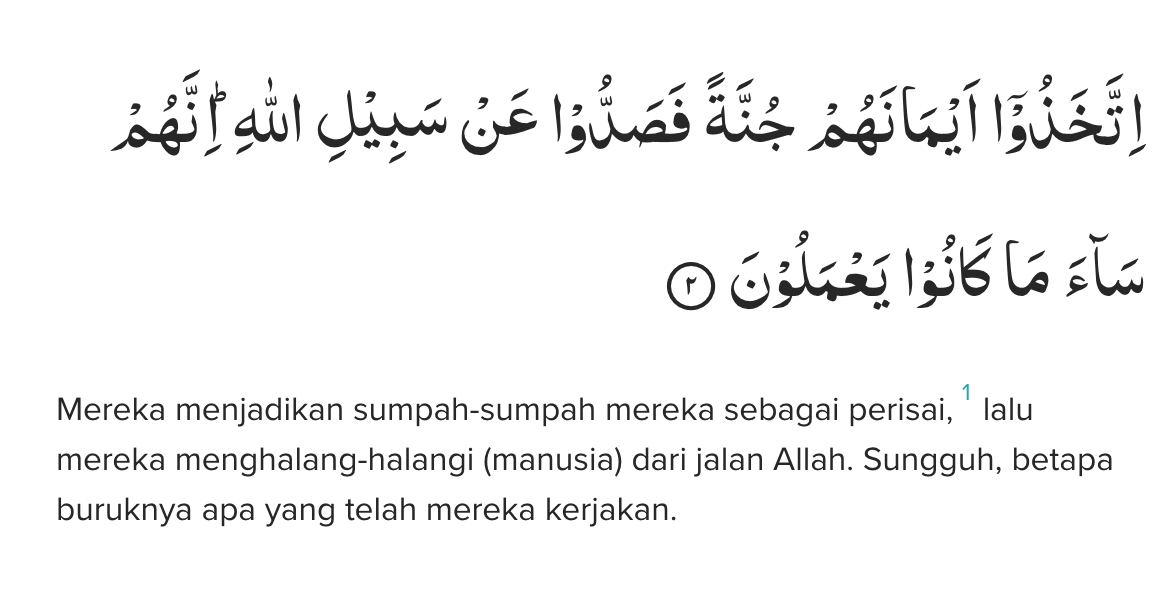 اِتَّخَذُوْٓا اَيْمَانَهُمْ جُنَّةً فَصَدُّوْا عَنْ سَبِيْلِ اللّٰهِ ۗاِنَّهُمْ
سَاۤءَ مَا كَانُوْا يَعْمَلُوْنَ ٢
Mereka menjadikan sumpah-sumpah mereka sebagai perisai, 1 lalu
mereka menghalang-halangi (manusia) dari jalan Allah. Sungguh, betapa
buruknya apa yang telah mereka kerjakan.